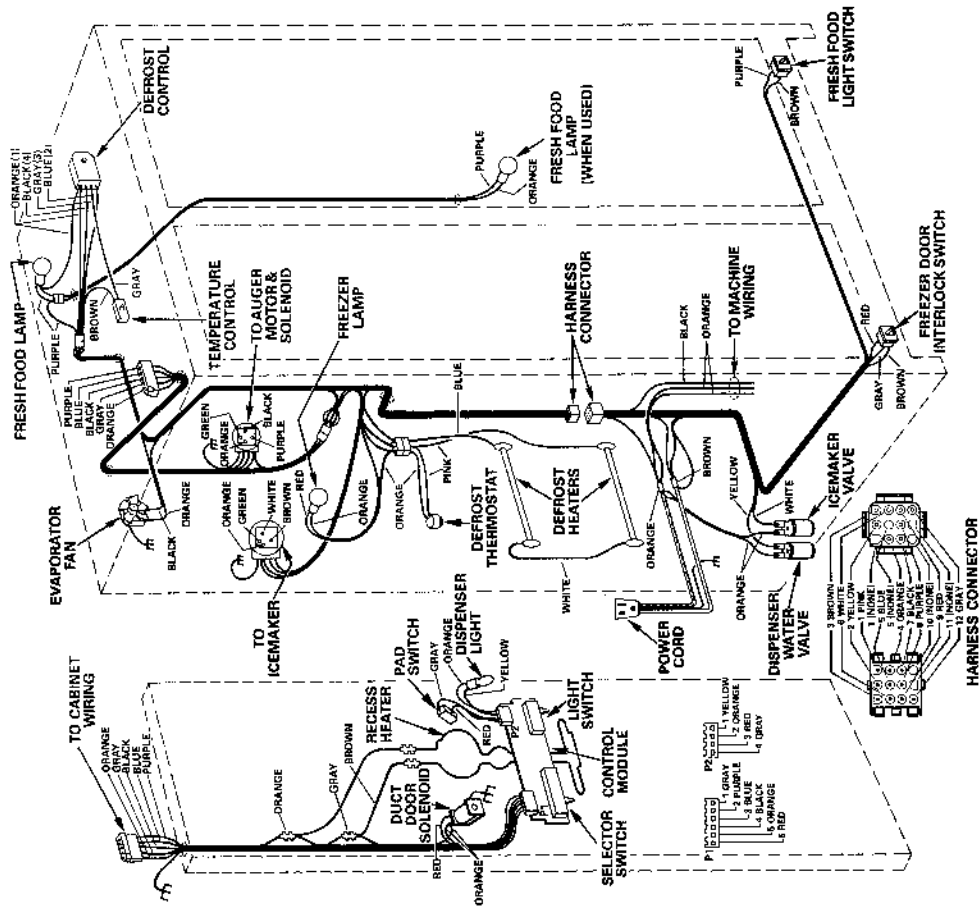 TO CABINET
WIRING
ORANGE
GRAY
BLACK
BLUE
PURPLE
ORANGE
GRAY
BROWN
RECESS
HEATER
PAD
SWITCH
GRAY
ORANGE
DISPENSER
LIGHT
YELLOW
RED
P2
DUCT
DOOR
SOLENOID
RED
ORANGE
SELECTOR
SWITCH
CONTROL
MODULE
LIGHT
SWITCH
P1
1 GRAY
2 PURPLE
3 BLUE
4 BLACK
5 ORANGE
6 RED
P2
1 YELLOW
2 ORANGE
3 RED
4 GRAY
EVAPORATOR
FAN
BLACK
ORANGE
FRESH FOOD LAMP
PURPLE
BROWN
ORANGE (1)
BLACK (4)
GRAY (3)
BLUE (2)
DEFROST
CONTROL
GRAY
TEMPERATURE
CONTROL
PURPLE
BLUE
BLACK
GRAY
ORANGE
TO AUGER
MOTOR &
SOLENOID
GREEN
ORANGE
BLACK
PURPLE
FREEZER
LAMP
RED
ORANGE
TO
ICEMAKER
ORANGE
GREEN
WHITE
BROWN
ORANGE
PINK
BLUE
DEFROST
THERMOSTAT
DEFROST
HEATERS
WHITE
HARNESS
CONNECTOR
BLACK
ORANGE
TO MACHINE
WIRING
POWER
CORD
ORANGE
BROWN
YELLOW
WHITE
ORANGE
DISPENSER
WATER
VALVE
ICEMAKER
VALVE
PURPLE
ORANGE
FRESH FOOD
LAMP
(WHEN USED)
PURPLE
BROWN
FRESH FOOD
LIGHT SWITCH
RED
GRAY
BROWN
FREEZER DOOR
INTERLOCK SWITCH
3 BROWN
6 WHITE
2 YELLOW
1 PINK
1 (NONE)
5 BLUE
5 (NONE)
4 ORANGE
7 BLACK
8 PURPLE
10 (NONE)
9 RED
11 (NONE)
12 GRAY
HARNESS CONNECTOR